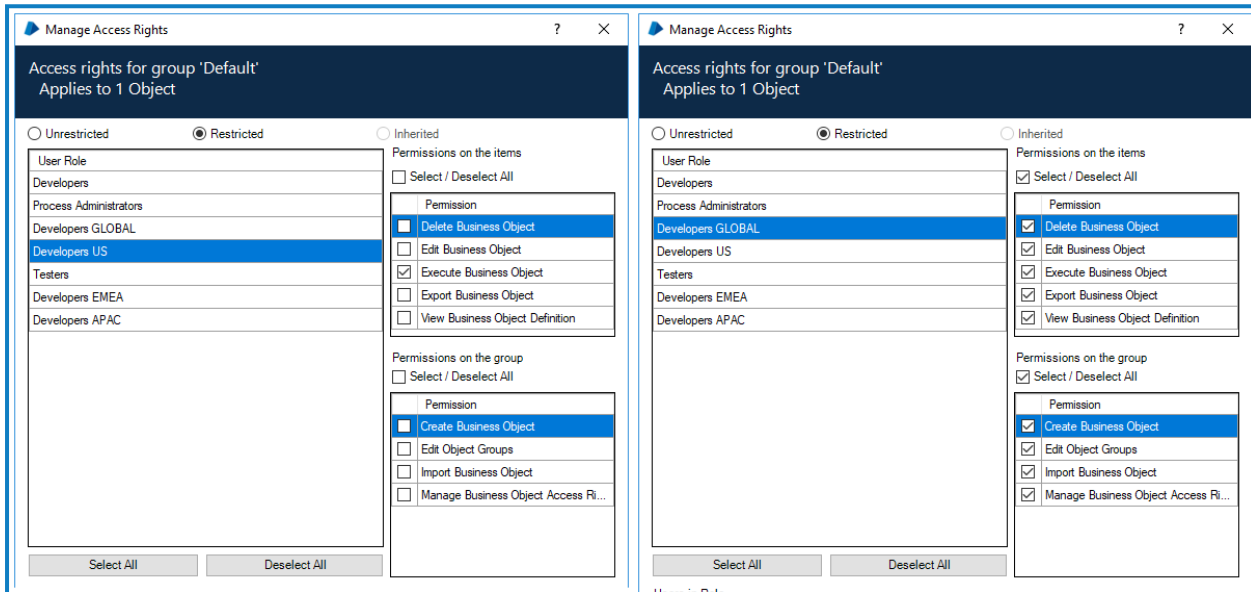 Manage Access Rights
?
Access rights for group 'Default'
Applies to 1 Object
Unrestricted
Restricted
Inherited
User Role
Developers
Process Administrators
Developers GLOBAL
Developers US
Testers
Developers EMEA
Developers APAC
Select All
Deselect All
Permissions on the items
Select / Deselect All
Permission
Delete Business Object
Edit Business Object
Execute Business Object
Export Business Object
View Business Object Definition
Permissions on the group
Select / Deselect All
Permission
Create Business Object
Edit Object Groups
Import Business Object
Manage Business Object Access Ri...
Manage Access Rights
?
Access rights for group 'Default'
Applies to 1 Object
Unrestricted
Restricted
Inherited
User Role
Developers
Process Administrators
Developers GLOBAL
Developers US
Testers
Developers EMEA
Developers APAC
Select All
Deselect All
Permissions on the items
Select / Deselect All
Permission
Delete Business Object
Edit Business Object
Execute Business Object
Export Business Object
View Business Object Definition
Permissions on the group
Select / Deselect All
Permission
Create Business Object
Edit Object Groups
Import Business Object
Manage Business Object Access Ri...